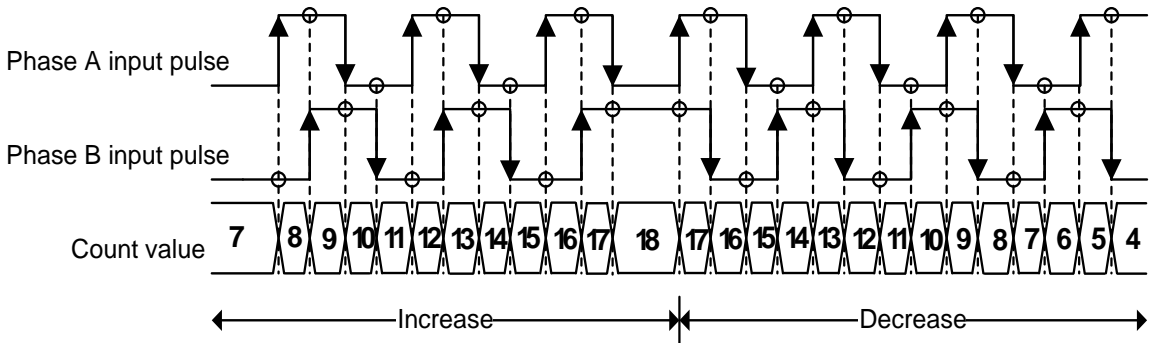 Phase A input pulse
Phase B input pulse
Count value 7 8 9 10 11 12 13 14 15 16 17 18 17 16 15 14 13 12 11 10 9 8 7 6 5 4
Increase Decrease